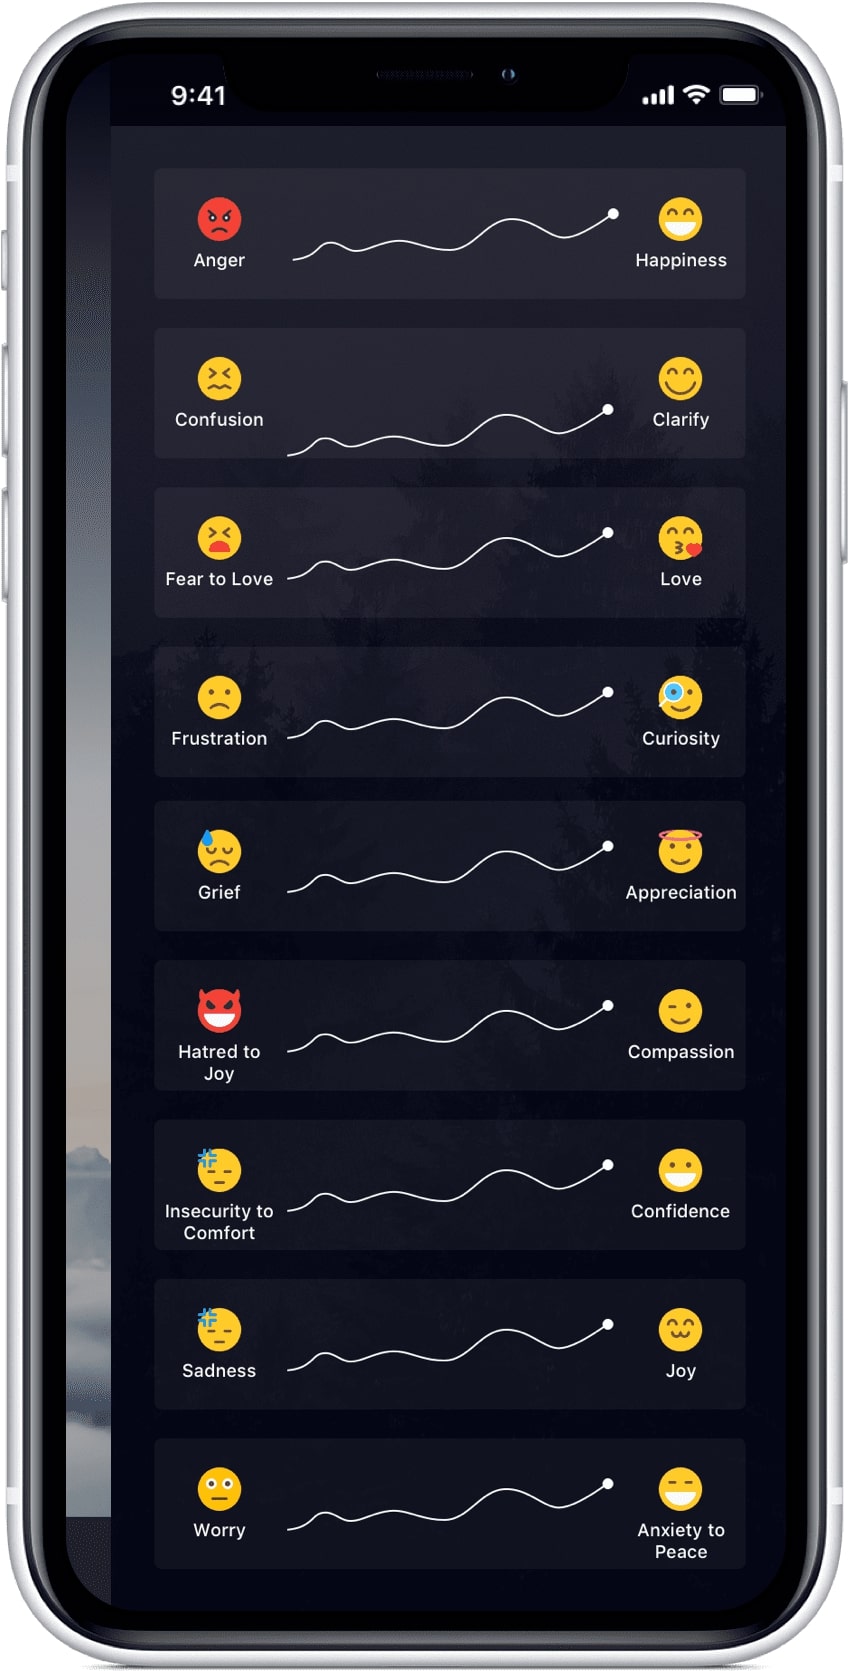 9:41
Anger
Happiness
Confusion
Clarify
Fear to Love
Love
Frustration
Curiosity
Grief
Appreciation
Hatred to
Joy
Compassion
Insecurity to
Comfort
Confidence
Sadness
Joy
Worry
Anxiety to
Peace